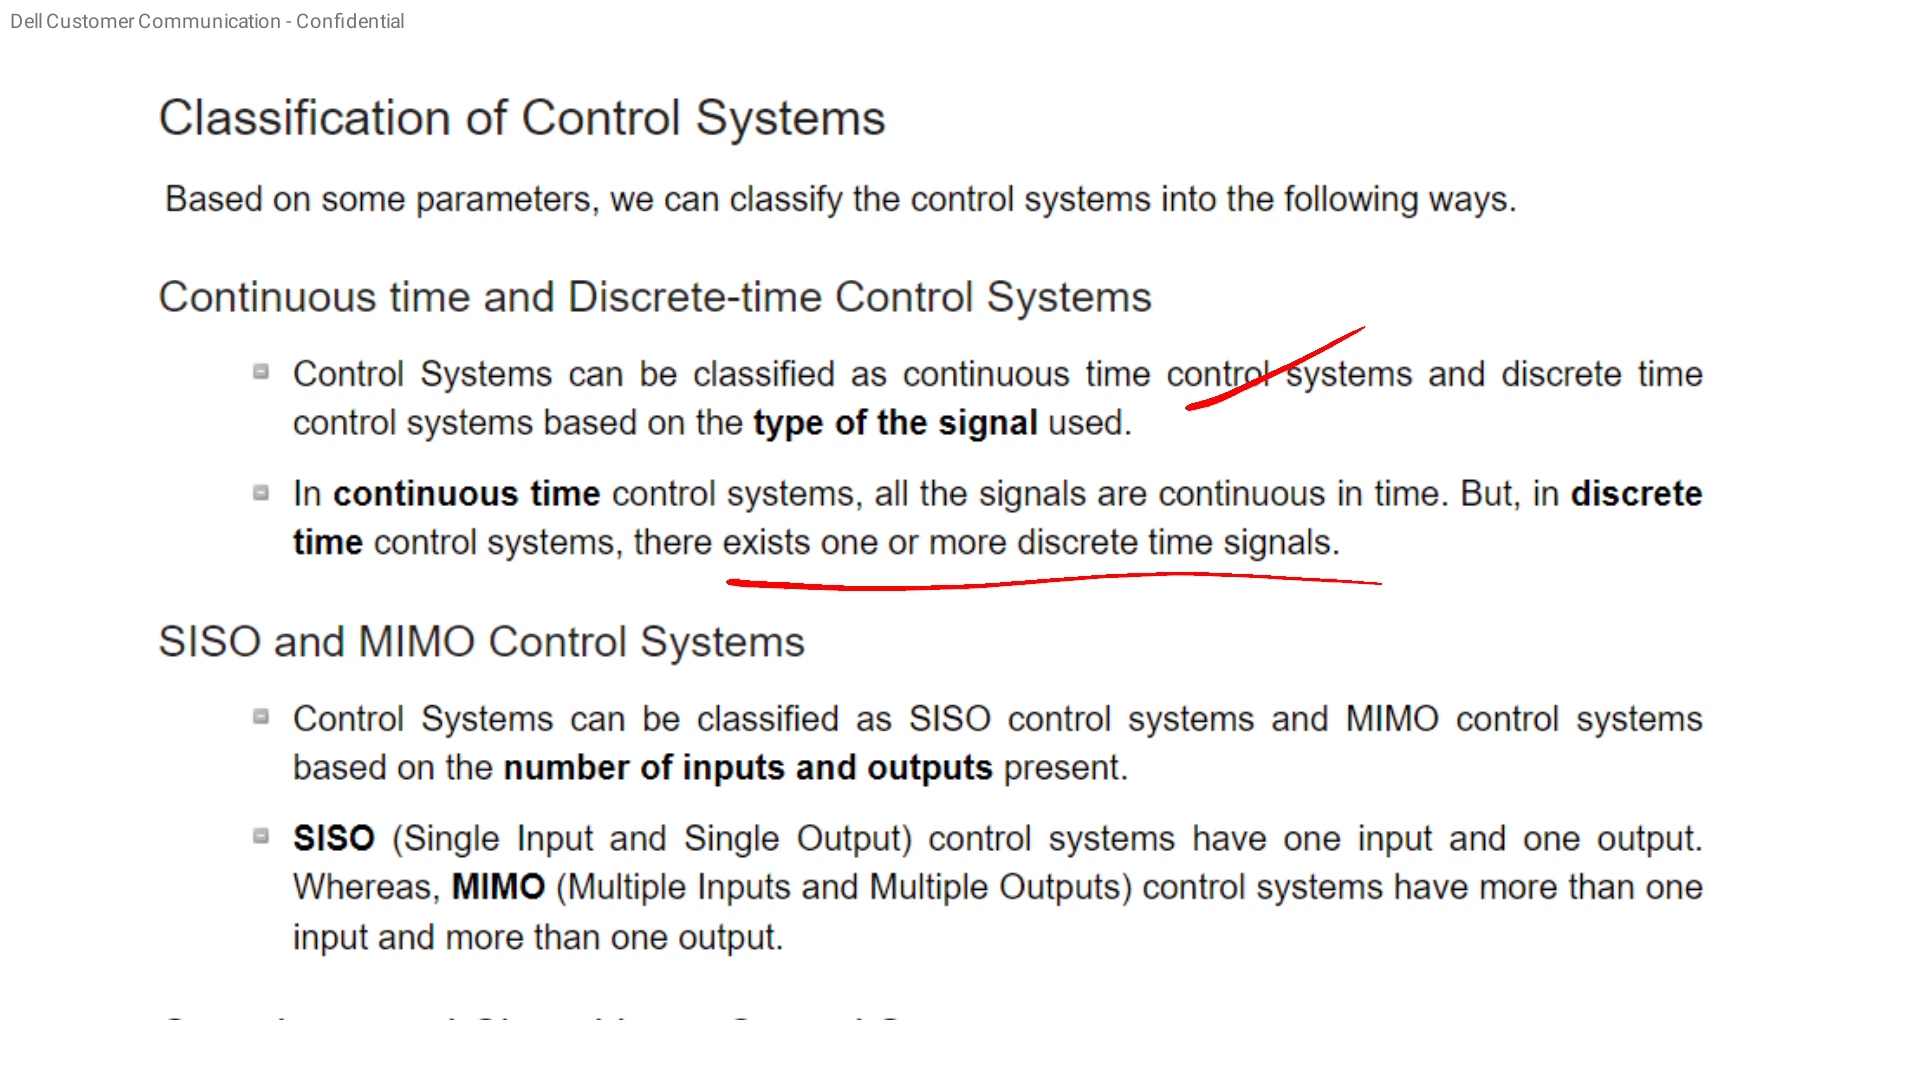 Dell Customer Communication - Confidential
Classification of Control Systems
Based on some parameters, we can classify the control systems into the following ways.
Continuous time and Discrete-time Control Systems
Control Systems can be classified as continuous time control systems and discrete time
control systems based on the type of the signal used.
In continuous time control systems, all the signals are continuous in time. But, in discrete
time control systems, there exists one or more discrete time signals.
SISO and MIMO Control Systems
Control Systems can be classified as SISO control systems and MIMO control systems
based on the number of inputs and outputs present.
SISO (Single Input and Single Output) control systems have one input and one output.
Whereas, MIMO (Multiple Inputs and Multiple Outputs) control systems have more than one
input and more than one output.